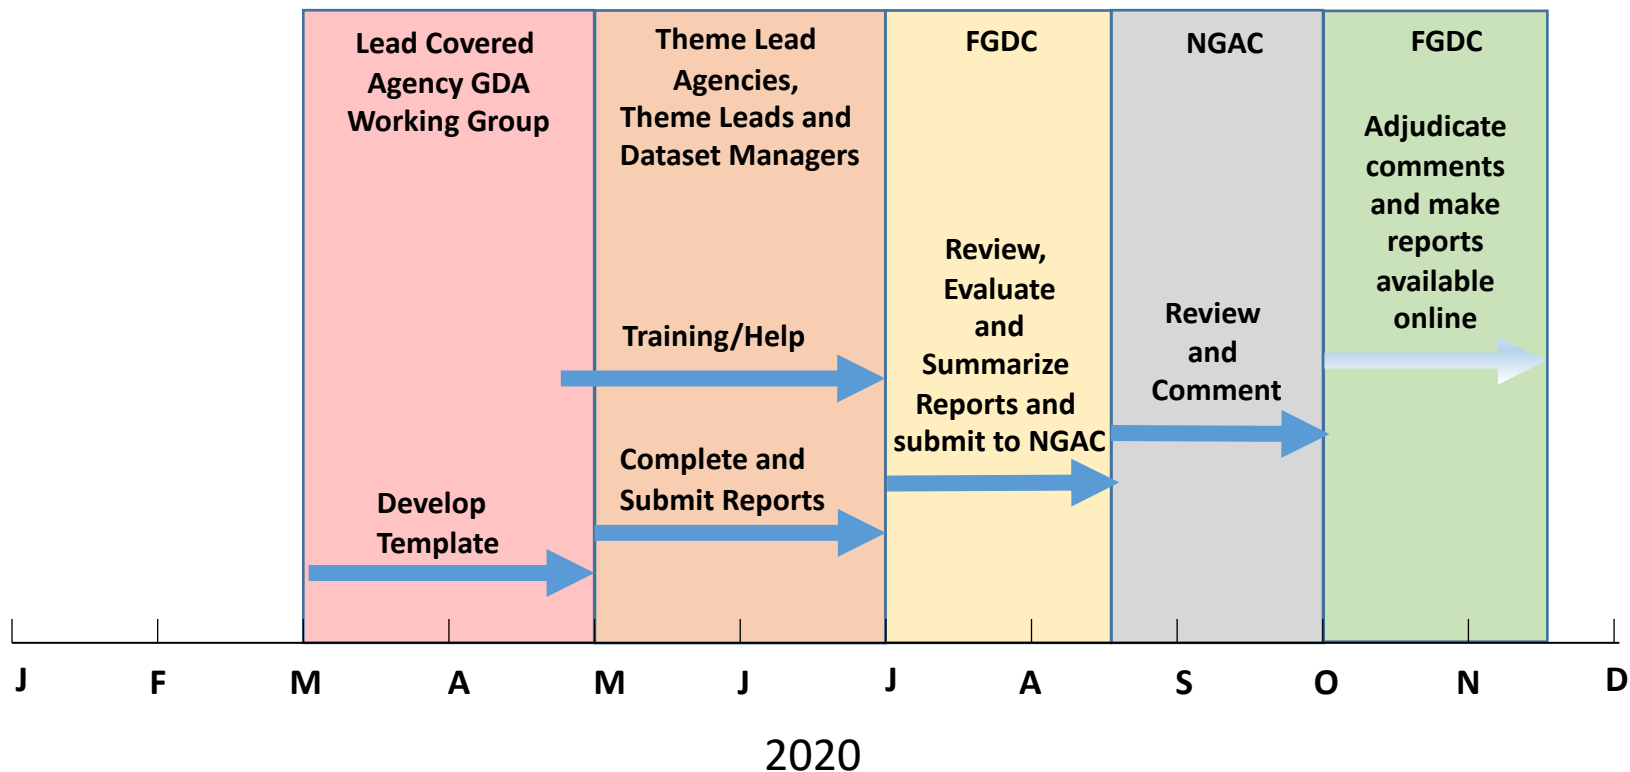 Lead Covered
Agency GDA
Working Group
Develop
Template
Theme Lead
Agencies,
Theme Leads and
Dataset Managers
Training/Help
Complete and
Submit Reports
FGDC
Review,
Evaluate
and
Summarize
Reports and
submit to NGAC
NGAC
Review
and
Comment
FGDC
Adjudicate
comments
and make
reports
available
online
J F M A M J J A S O N D
2020